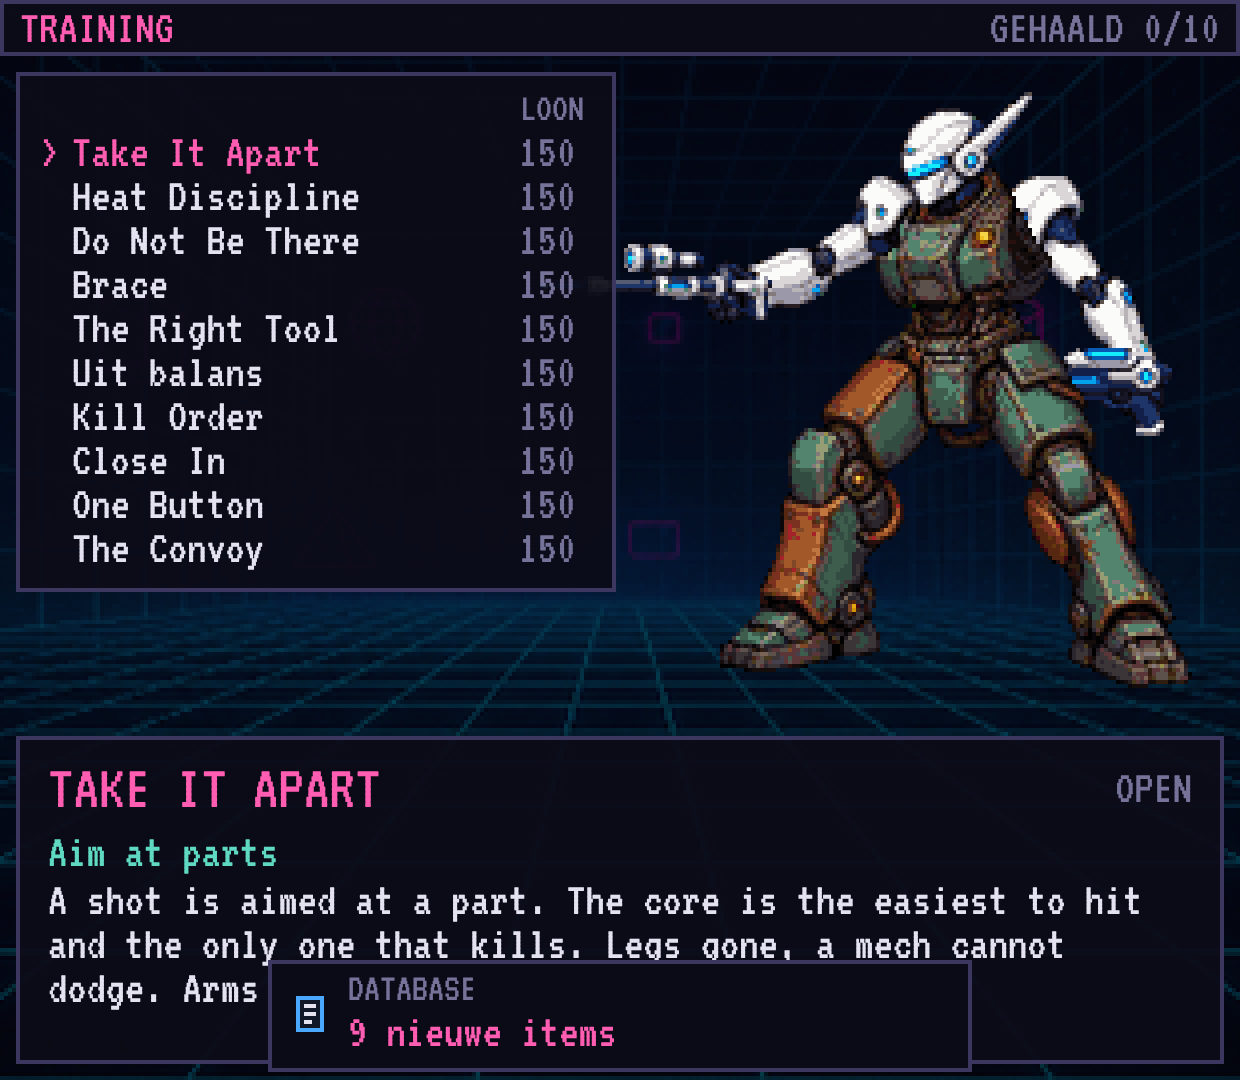 TRAINING
GEHAALD 0/10
LOON
> Take It Apart 150
Heat Discipline 150
Do Not Be There 150
Brace 150
The Right Tool 150
Uit balans 150
Kill Order 150
Close In 150
One Button 150
The Convoy 150
TAKE IT APART
OPEN
Aim at parts
A shot is aimed at a part. The core is the easiest to hit
and the only one that kills. Legs gone, a mech cannot
dodge. Arms
DATABASE
9 nieuwe items